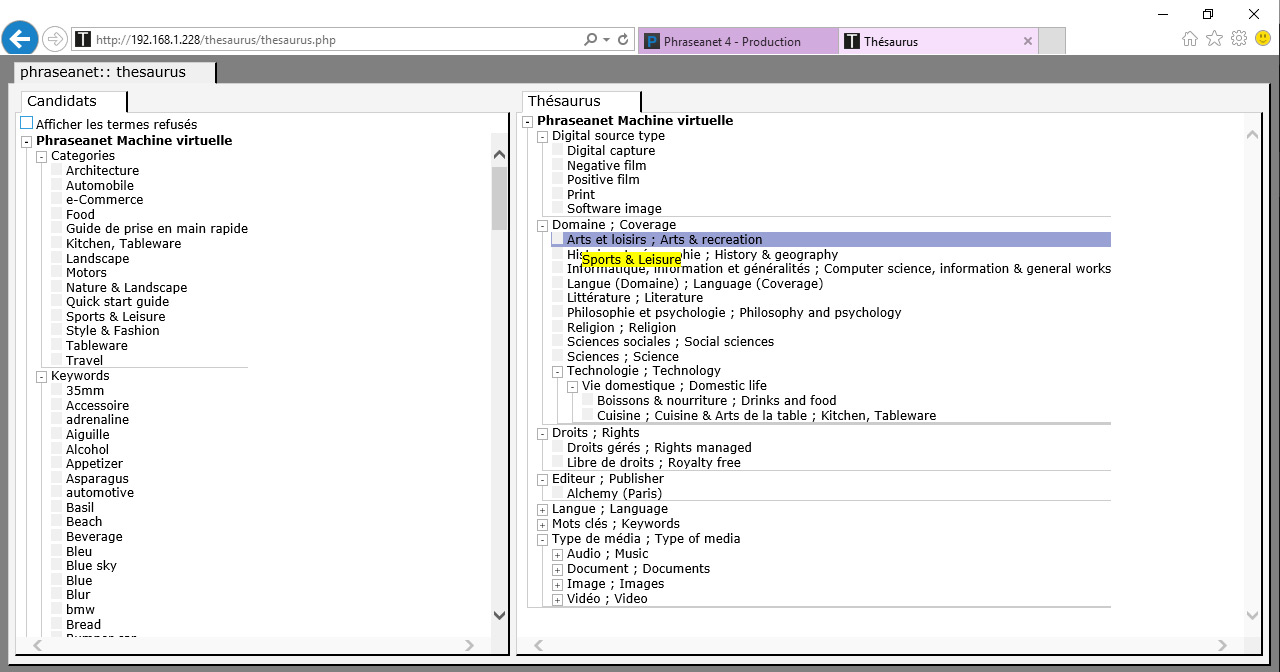 http://192.168.1.228/thesaurus/thesaurus.php
Phraseanet 4 - Production
Thésaurus
phraseanet:: thesaurus
Candidats
Afficher les termes refusés
Phraseanet Machine virtuelle
Categories
Architecture
Automobile
e-Commerce
Food
Guide de prise en main rapide
Kitchen, Tableware
Landscape
Motors
Nature & Landscape
Quick start guide
Sports & Leisure
Style & Fashion
Tableware
Travel
Keywords
35mm
Accessoire
adrenaline
Aiguille
Alcohol
Appetizer
Asparagus
automotive
Basil
Beach
Beverage
Bleu
Blue sky
Blue
Blur
bmw
Bread
Thésaurus
Phraseanet Machine virtuelle
Digital source type
Digital capture
Negative film
Positive film
Print
Software image
Domaine ; Coverage
Arts et loisirs ; Arts & recreation
; History & geography
Sports & Leisure
Informatique, information et généralités ; Computer science, information & general works
Langue (Domaine) ; Language (Coverage)
Littérature ; Literature
Philosophie et psychologie ; Philosophy and psychology
Religion ; Religion
Sciences sociales ; Social sciences
Sciences ; Science
Technologie ; Technology
Vie domestique ; Domestic life
Boissons & nourriture ; Drinks and food
Cuisine ; Cuisine & Arts de la table ; Kitchen, Tableware
Droits ; Rights
Droits gérés ; Rights managed
Libre de droits ; Royalty free
Editeur ; Publisher
Alchemy (Paris)
Langue ; Language
Mots clés ; Keywords
Type de média ; Type of media
Audio ; Music
Document ; Documents
Image ; Images
Vidéo ; Video